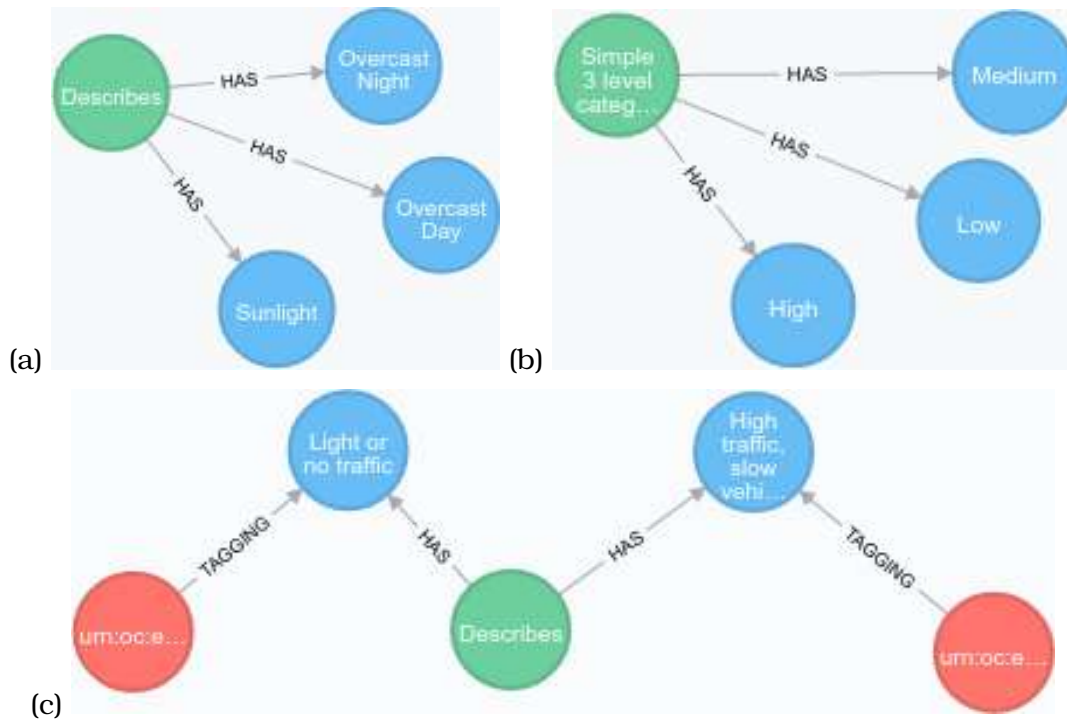 Describes
HAS
Overcast
Night
HAS
Overcast
Day
HAS
Sunlight
(a)
Simple
3 level
categ...
HAS
Medium
HAS
Low
HAS
High
(b)
Light or
no traffic
High
traffic,
slow
vehi...
TAGGING
HAS
HAS
TAGGING
urn:oc:e...
Describes
urn:oc:e...
(c)